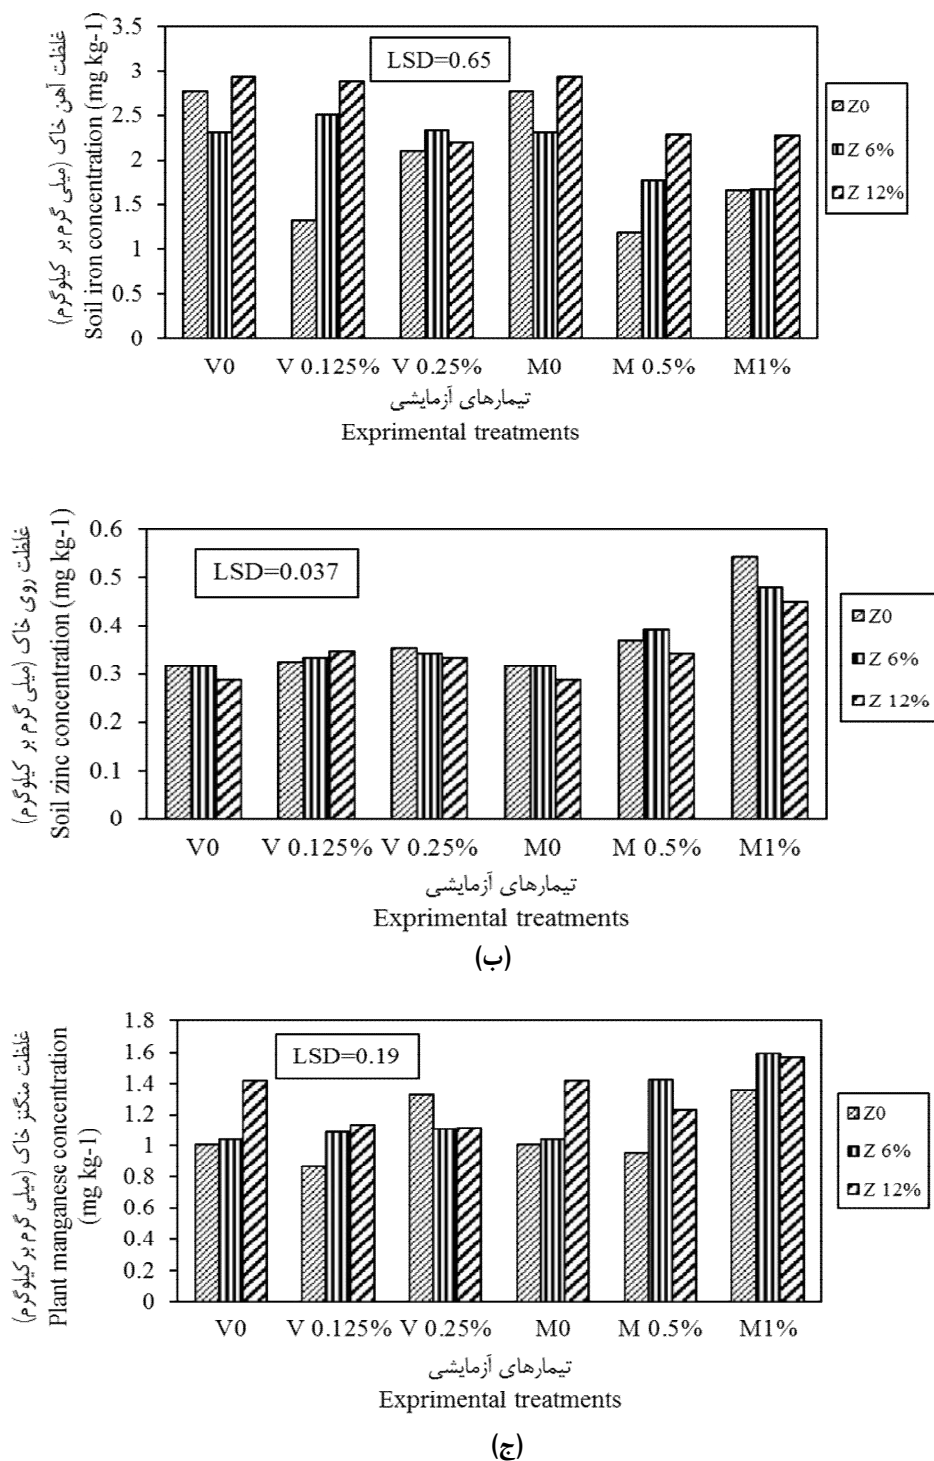 غلظت آهن خاک (میلی گرم بر کیلوگرم)
Soil iron concentration (mg kg-1)
3.5
3
2.5
2
1.5
1
0.5
0
LSD=0.65
Z0
Z 6%
Z 12%
V0 V 0.125% V 0.25% M0 M 0.5% M1%
تیمارهای آزمایشی
Exprimental treatments
غلظت روی خاک (میلی گرم بر کیلوگرم)
Soil zinc concentration (mg kg-1)
0.6
0.5
0.4
0.3
0.2
0.1
0
LSD=0.037
Z0
Z 6%
Z 12%
V0 V 0.125% V 0.25% M0 M 0.5% M1%
تیمارهای آزمایشی
Exprimental treatments
(ب)
غلظت منگنز خاک (میلی گرم بر کیلوگرم)
Plant manganese concentration
(mg kg-1)
1.8
1.6
1.4
1.2
1
0.8
0.6
0.4
0.2
0
LSD=0.19
Z0
Z 6%
Z 12%
V0 V 0.125% V 0.25% M0 M 0.5% M1%
تیمارهای آزمایشی
Exprimental treatments
(ج)